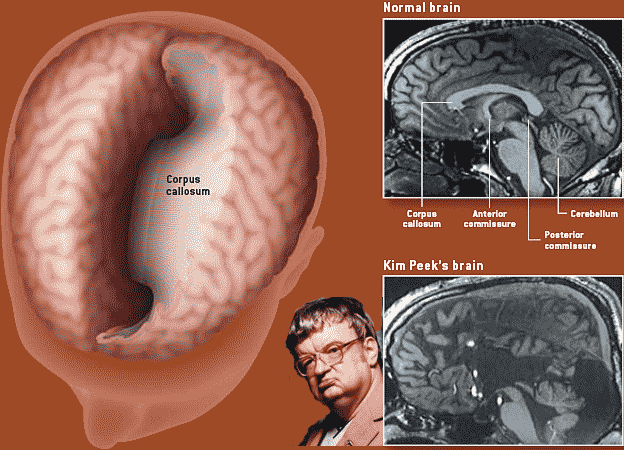 Corpus
callosum
Normal brain
Corpus
callosum
Anterior
commissure
Cerebellum
Posterior
commissure
Kim Peek's brain